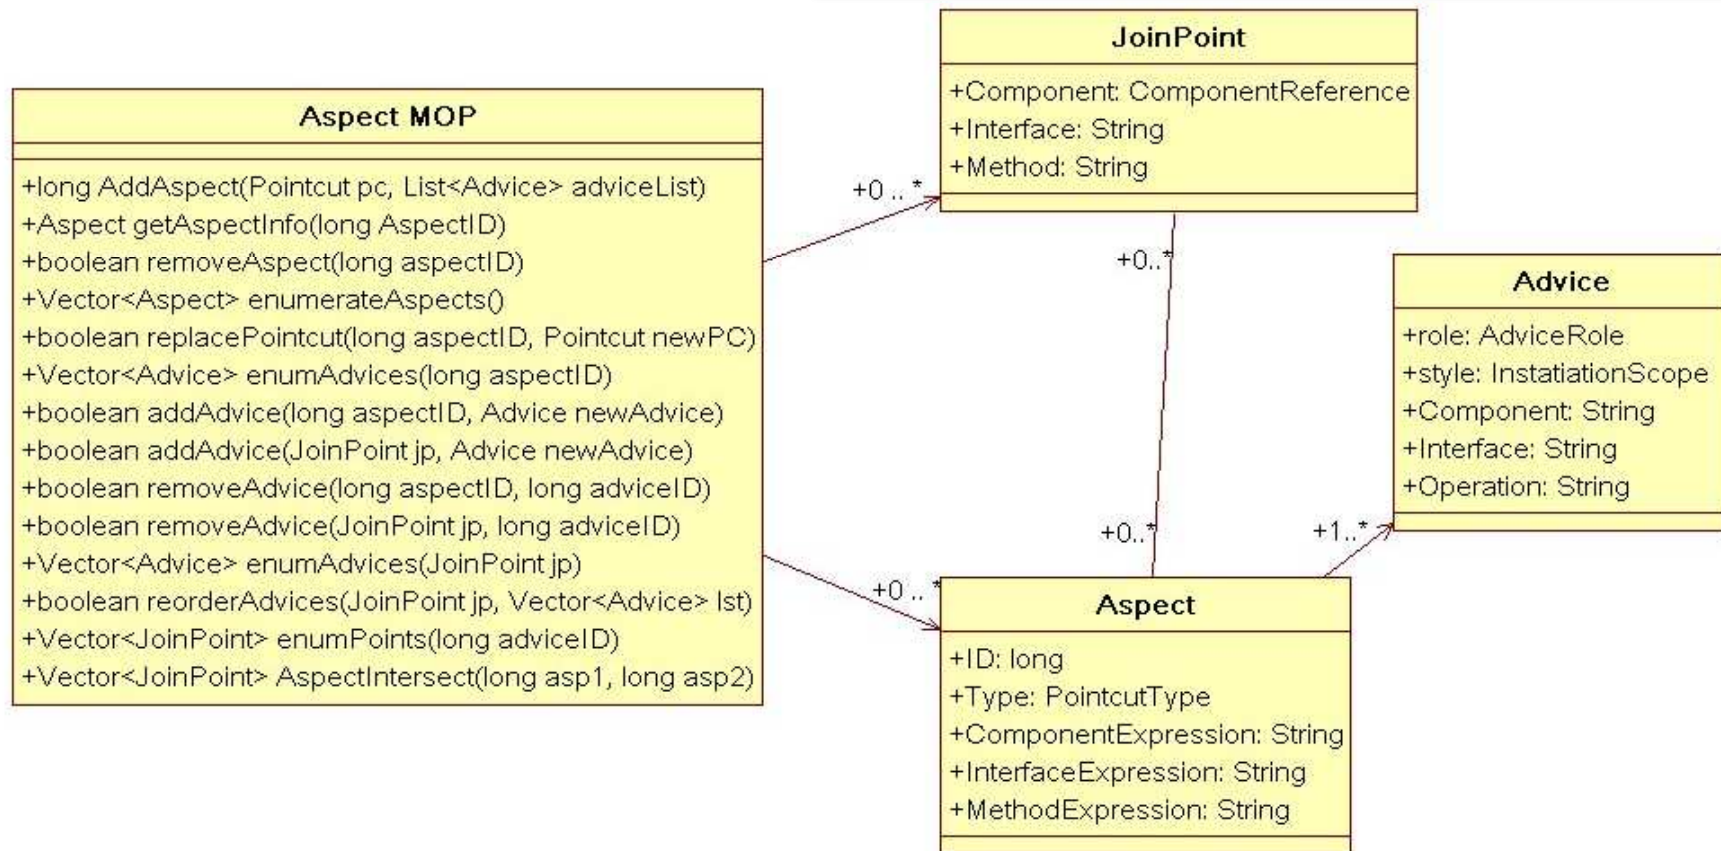 Aspect MOP
+long AddAspect(Pointcut pc, List<Advice> adviceList)
+Aspect getAspectInfo(long AspectID)
+boolean removeAspect(long aspectID)
+Vector<Aspect> enumerateAspects()
+boolean replacePointcut(long aspectID, Pointcut newPC)
+Vector<Advice> enumAdvices(long aspectID)
+boolean addAdvice(long aspectID, Advice newAdvice)
+boolean addAdvice(JoinPoint jp, Advice newAdvice)
+boolean removeAdvice(long aspectID, long adviceID)
+boolean removeAdvice(JoinPoint jp, long adviceID)
+Vector<Advice> enumAdvices(JoinPoint jp)
+boolean reorderAdvices(JoinPoint jp, Vector<Advice> lst)
+Vector<JoinPoint> enumPoints(long adviceID)
+Vector<JoinPoint> AspectIntersect(long asp1, long asp2)
+0 .. *
+0 .. *
JoinPoint
+Component: ComponentReference
+Interface: String
+Method: String
+0..*
+0..*
+1..*
Advice
+role: AdviceRole
+style: InstatiationScope
+Component: String
+Interface: String
+Operation: String
Aspect
+ID: long
+Type: PointcutType
+ComponentExpression: String
+InterfaceExpression: String
+MethodExpression: String